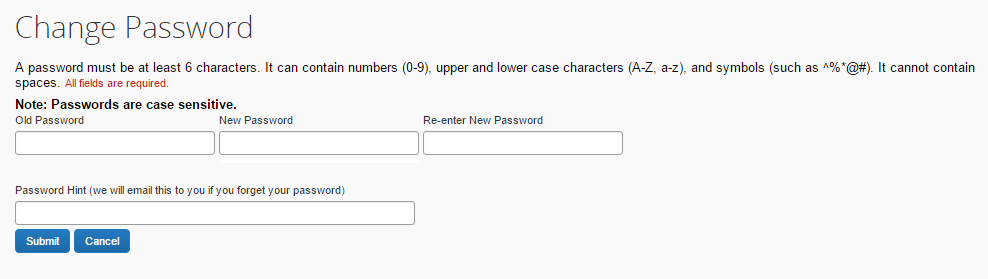 Change Password
A password must be at least 6 characters. It can contain numbers (0-9), upper and lower case characters (A-Z, a-z), and symbols (such as ^%*@#). It cannot contain
spaces. All fields are required.
Note: Passwords are case sensitive.
Old Password New Password Re-enter New Password
Password Hint (we will email this to you if you forget your password)
Submit Cancel